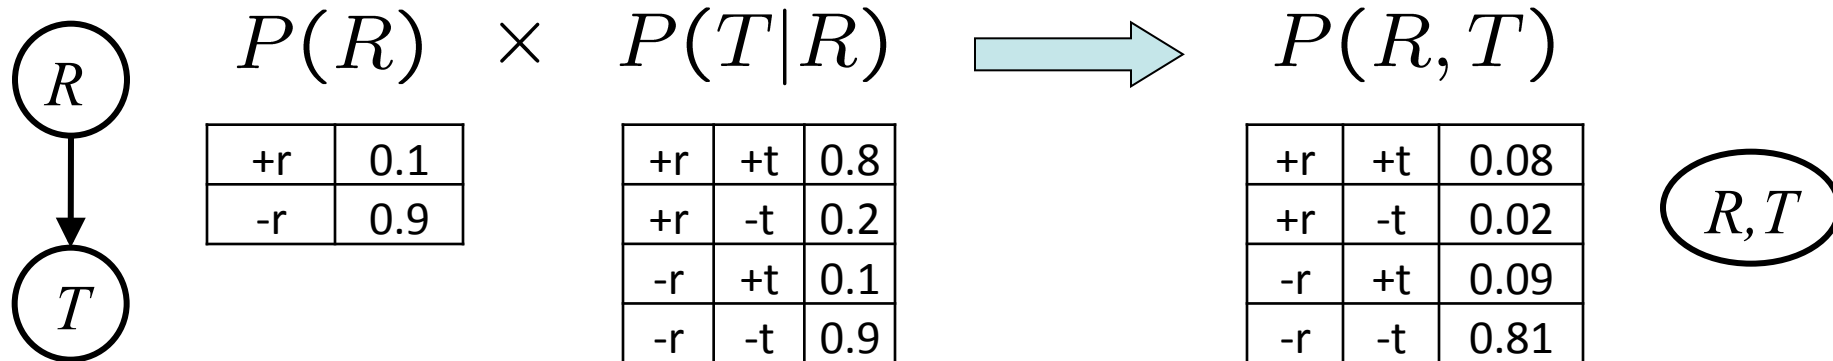 R
T
P(R) × P(T|R) P(R, T)
+r 0.1
-r 0.9
+r +t 0.8
+r -t 0.2
-r +t 0.1
-r -t 0.9
+r +t 0.08
+r -t 0.02
-r +t 0.09
-r -t 0.81
R,T